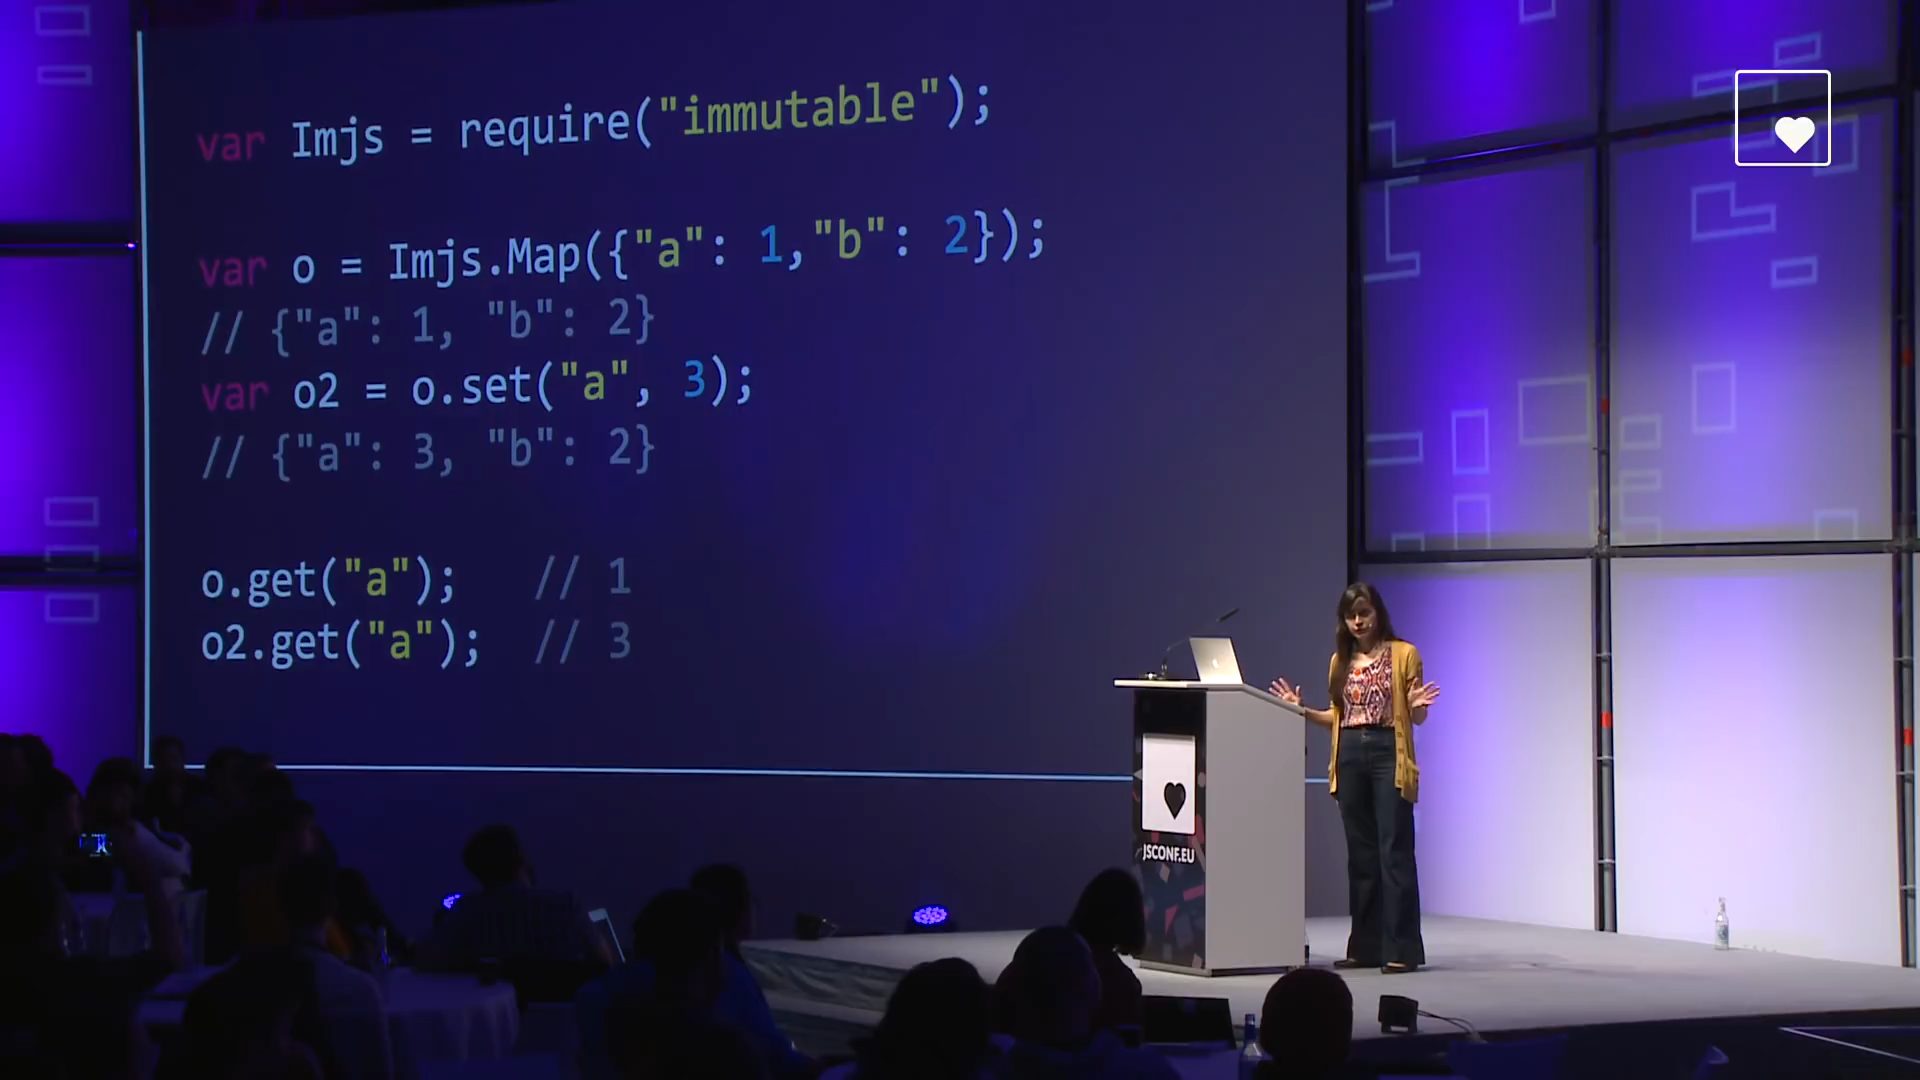 var Imjs = require("immutable");
var o = Imjs.Map({"a": 1,"b": 2});
// {"a": 1, "b": 2}
var o2 = o.set("a", 3);
// {"a": 3, "b": 2}
o.get("a");   // 1
o2.get("a");  // 3
JSCONF.EU